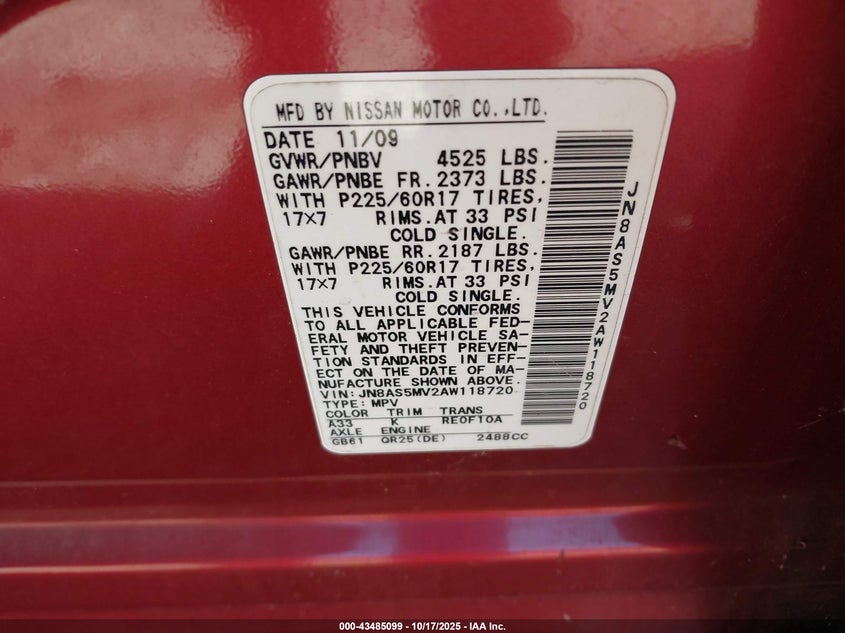 MFD BY NISSAN MOTOR CO.,LTD.
DATE 11/09
GVWR/PNBV 4525 LBS.
GAWR/PNBE FR. 2373 LBS.
WITH P225/60R17 TIRES,
17×7 RIMS. AT 33 PSI
COLD SINGLE.
GAWR/PNBE RR. 2187 LBS.
WITH P225/60R17 TIRES,
17×7 RIMS. AT 33 PSI
COLD SINGLE.
THIS VEHICLE CONFORMS
TO ALL APPLICABLE FED-
ERAL MOTOR VEHICLE SA-
FETY AND THEFT PREVEN-
TION STANDARDS IN EFF-
ECT ON THE DATE OF MA-
NUFACTURE SHOWN ABOVE.
VIN: JN8AS5MV2AW118720
TYPE: MPV
COLOR TRIM TRANS
A33 K RE0F10A
AXLE ENGINE
GB61 QR25(DE) 2488CC
JN8AS5MV2AW118720
000-43485099 - 10/17/2025 - IAA Inc.